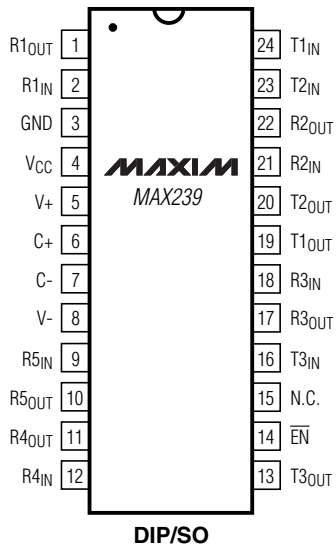 R1OUT 1 24 T1IN
R1IN 2 23 T2IN
GND 3 22 R2OUT
VCC 4 MAXIM 21 R2IN
V+ 5 MAX239 20 T2OUT
C+ 6 19 T1OUT
C- 7 18 R3IN
V- 8 17 R3OUT
R5IN 9 16 T3IN
R5OUT 10 15 N.C.
R4OUT 11 14 E̅N̅
R4IN 12 13 T3OUT
DIP/SO